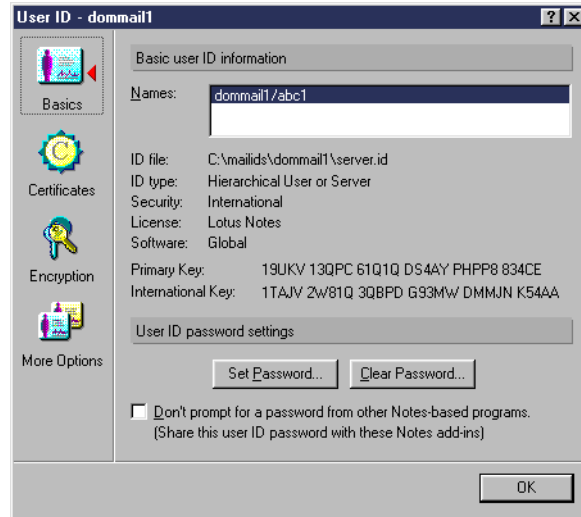 User ID - dommail1
Basics
Certificates
Encryption
More Options
Basic user ID information
Names: dommail1/abc1
ID file: C:\mailids\dommail1\server.id
ID type: Hierarchical User or Server
Security: International
License: Lotus Notes
Software: Global
Primary Key: 19UKV 13QPC 61Q1Q DS4AY PHPP8 834CE
International Key: 1TAJV 2W81Q 3QBPD G93MW DMMJN K54AA
User ID password settings
Set Password... Clear Password...
Don't prompt for a password from other Notes-based programs.
(Share this user ID password with these Notes add-ins)
OK